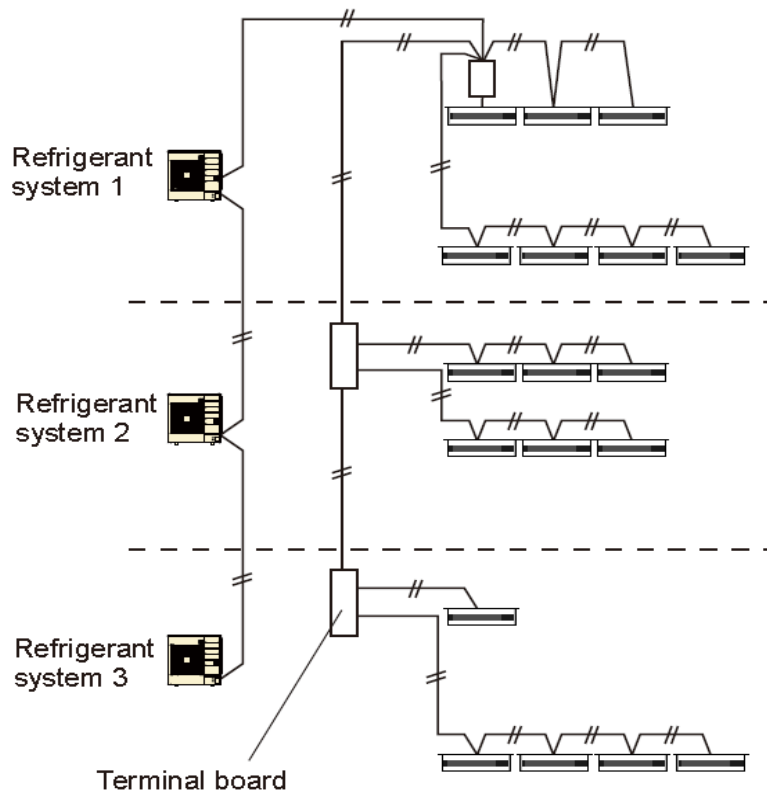 Refrigerant
system 1
Refrigerant
system 2
Refrigerant
system 3
Terminal board